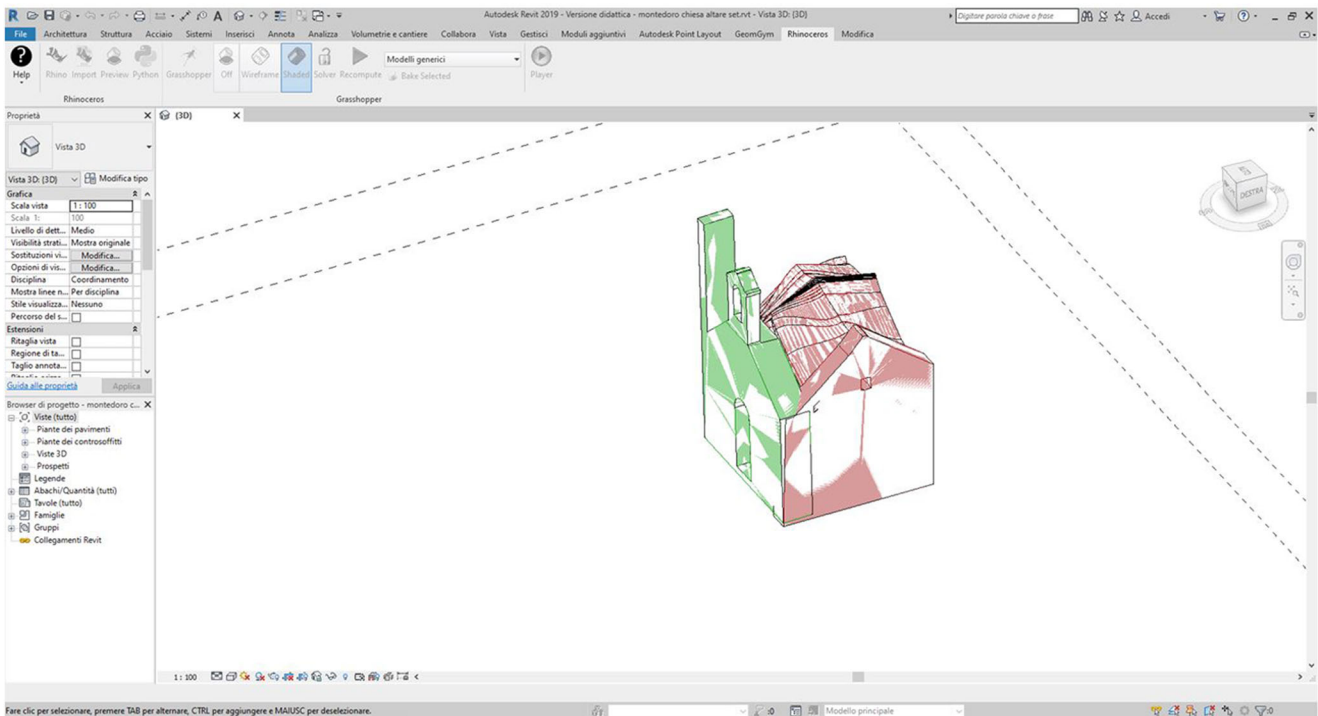 Autodesk Revit 2019 - Versione didattica - montedoro chiesa altare set.rvt - Vista 3D: {3D}
Digitare parola chiave o frase
Accedi
File Architettura Struttura Acciaio Sistemi Inserisci Annota Analizza Volumetrie e cantiere Collabora Vista Gestisci Moduli aggiuntivi Autodesk Point Layout GeomGym Rhinoceros Modifica
Modelli generici
Help Rhino Import Preview Python Grasshopper Off Wireframe Shaded Solver Recompute Bake Selected Player
Rhinoceros Grasshopper
Proprietà
{3D}
Vista 3D
Vista 3D: {3D} Modifica tipo
Grafica
Scala vista 1 : 100
Scala 1: 100
Livello di dett... Medio
Visibilità strati... Mostra originale
Sostituzioni vi... Modifica...
Opzioni di vis... Modifica...
Disciplina Coordinamento
Mostra linee n... Per disciplina
Stile visualizza... Nessuno
Percorso del s...
Estensioni
Ritaglia vista
Regione di ta...
Taglio annota...
Guida alle proprietà Applica
Browser di progetto - montedoro c...
Viste (tutto)
Piante dei pavimenti
Piante dei controsoffitti
Viste 3D
Prospetti
Legende
Abachi/Quantità (tutti)
Tavole (tutto)
Famiglie
Gruppi
Collegamenti Revit
DESTRA
1 : 100
Fare clic per selezionare, premere TAB per alternare, CTRL per aggiungere e MAIUSC per deselezionare.
:0
Modello principale
:0